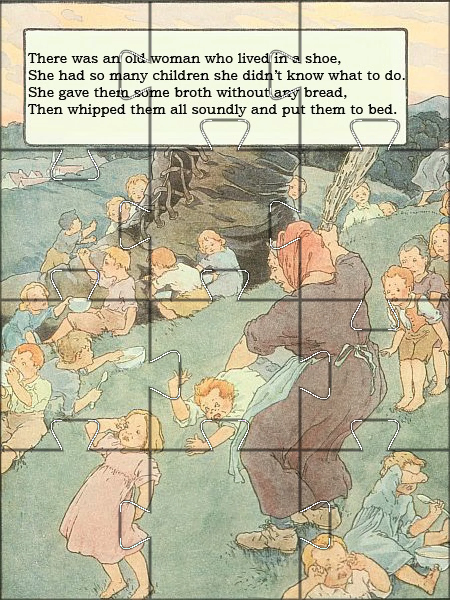 There was an old woman who lived in a shoe,
She had so many children she didn't know what to do.
She gave them some broth without any bread,
Then whipped them all soundly and put them to bed.